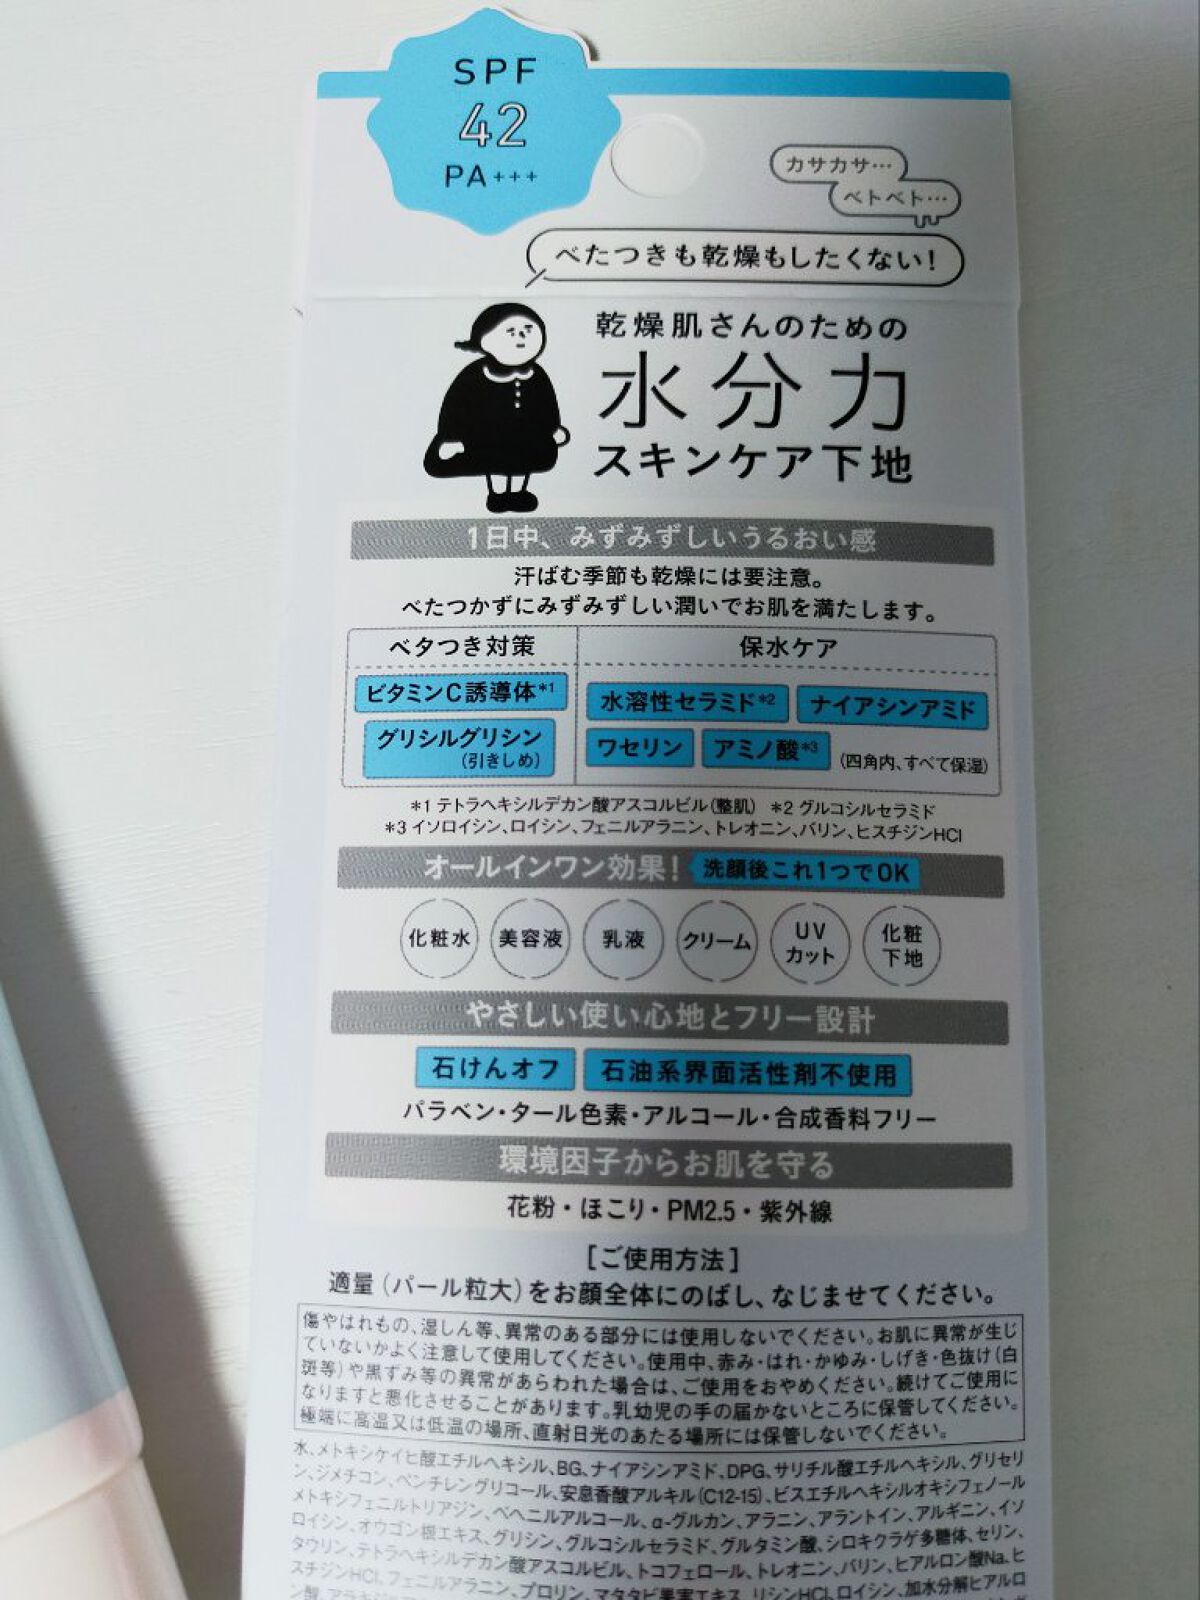 SPF
42
PA+++
カサカサ…
ベトベト…
べたつきも乾燥もしたくない!
乾燥肌さんのための
水分力
スキンケア下地
1日中、みずみずしいうるおい感
汗ばむ季節も乾燥には要注意。
べたつかずにみずみずしい潤いでお肌を満たします。
ベタつき対策 保水ケア
ビタミンC誘導体*1 水溶性セラミド*2 ナイアシンアミド
グリシルグリシン ワセリン アミノ酸*3 (四角内、すべて保湿)
(引きしめ)
*1 テトラヘキシルデカン酸アスコルビル(整肌) *2 グルコシルセラミド
*3 イソロイシン、ロイシン、フェニルアラニン、トレオニン、バリン、ヒスチジンHCl
オールインワン効果! 洗顔後これ1つでOK
化粧水 美容液 乳液 クリーム UVカット 化粧下地
やさしい使い心地とフリー設計
石けんオフ 石油系界面活性剤不使用
パラベン・タール色素・アルコール・合成香料フリー
環境因子からお肌を守る
花粉・ほこり・PM2.5・紫外線
[ご使用方法]
適量(パール粒大)をお顔全体にのばし、なじませてください。
傷やはれもの、湿しん等、異常のある部分には使用しないでください。お肌に異常が生じ
ていないかよく注意して使用してください。使用中、赤み・はれ・かゆみ・しげき・色抜け(白
斑等)や黒ずみ等の異常があらわれた場合は、ご使用をおやめください。続けてご使用に
なりますと悪化させることがあります。乳幼児の手の届かないところに保管してください。
極端に高温又は低温の場所、直射日光のあたる場所には保管しないでください。
水、メトキシケイヒ酸エチルヘキシル、BG、ナイアシンアミド、DPG、サリチル酸エチルヘキシル、グリセリ
ン、ジメチコン、ペンチレングリコール、安息香酸アルキル(C12-15)、ビスエチルヘキシルオキシフェノール
メトキシフェニルトリアジン、ベヘニルアルコール、α-グルカン、アラニン、アラントイン、アルギニン、イソ
ロイシン、オウゴン根エキス、グリシン、グルコシルセラミド、グルタミン酸、シロキクラゲ多糖体、セリン、
タウリン、テトラヘキシルデカン酸アスコルビル、トコフェロール、トレオニン、バリン、ヒアルロン酸Na、ヒ
スチジンHCl、フェニルアラニン、プロリン、マタタビ果実エキス、リシンHCl、ロイシン、加水分解ヒアルロ